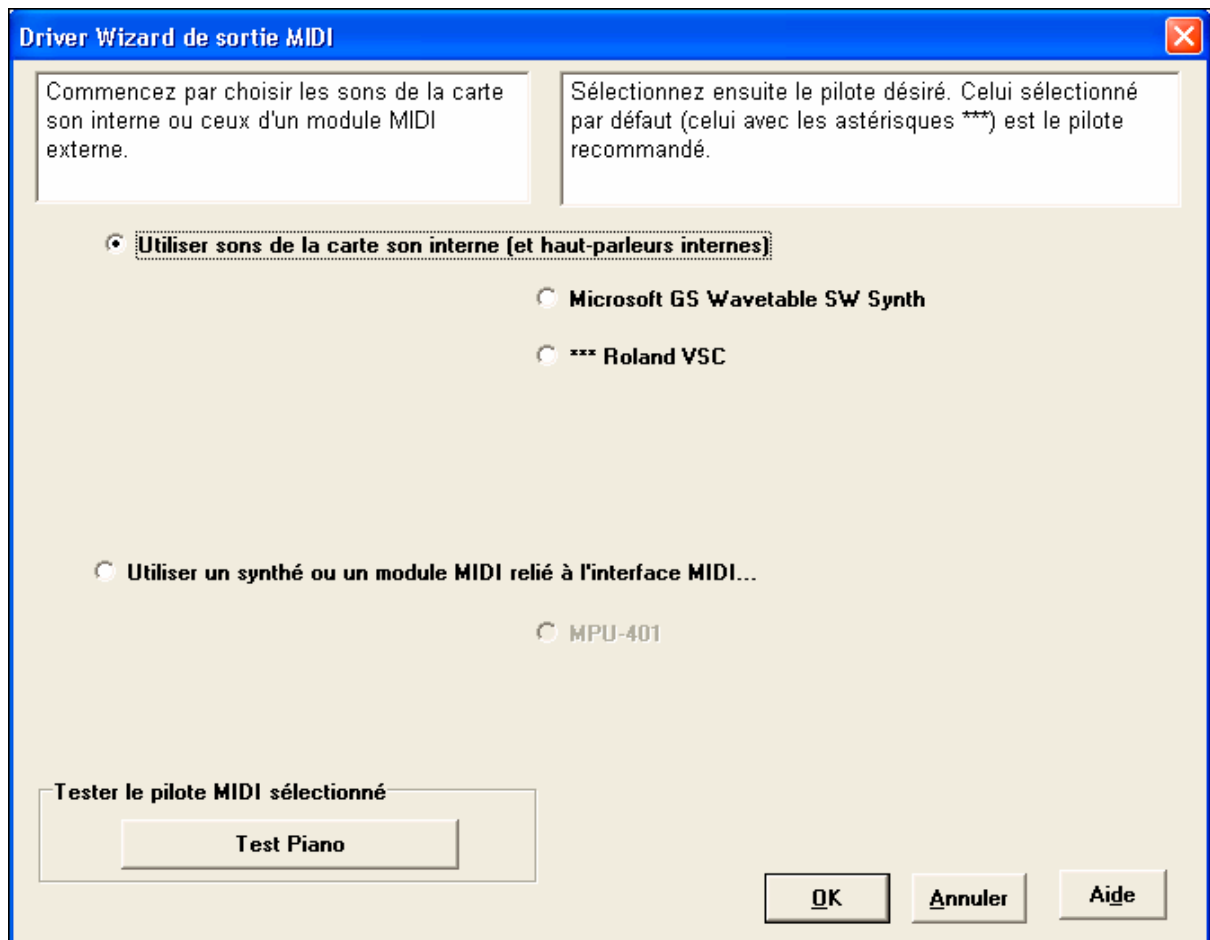 Driver Wizard de sortie MIDI
Commencez par choisir les sons de la carte
son interne ou ceux d'un module MIDI
externe.
Sélectionnez ensuite le pilote désiré. Celui sélectionné
par défaut (celui avec les astérisques ***) est le pilote
recommandé.
Utiliser sons de la carte son interne (et haut-parleurs internes)
Microsoft GS Wavetable SW Synth
*** Roland VSC
Utiliser un synthé ou un module MIDI relié à l'interface MIDI...
MPU-401
Tester le pilote MIDI sélectionné
Test Piano
OK
Annuler
Aide